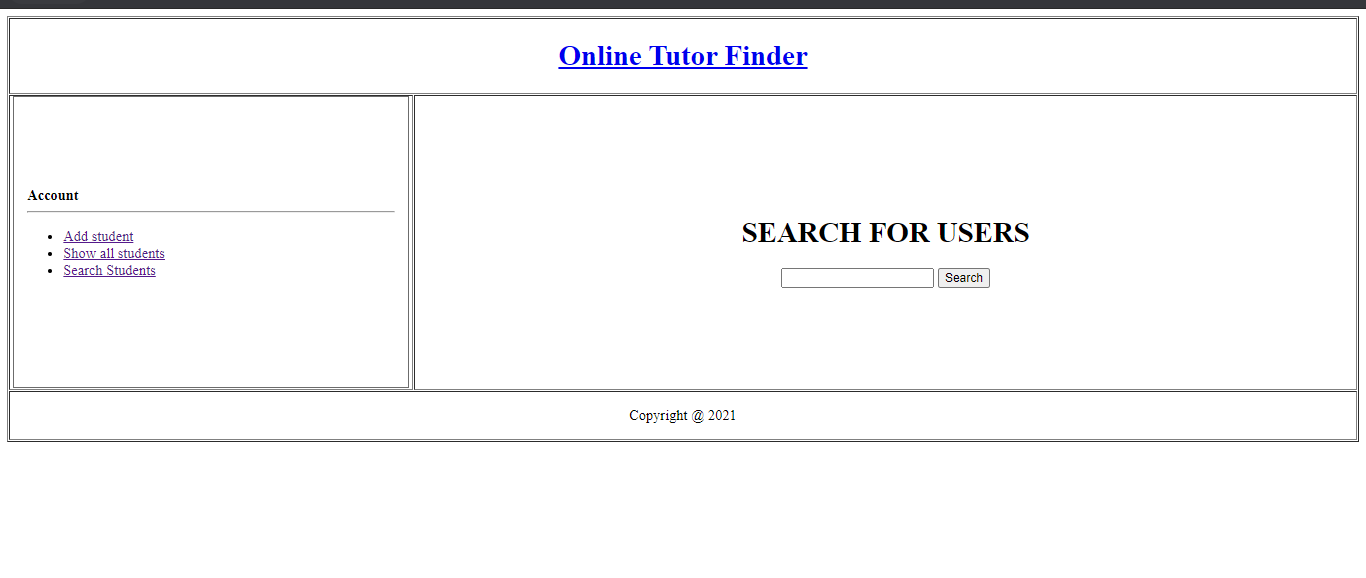 Online Tutor Finder
Account
Add student
Show all students
Search Students
SEARCH FOR USERS
Search
Copyright @ 2021